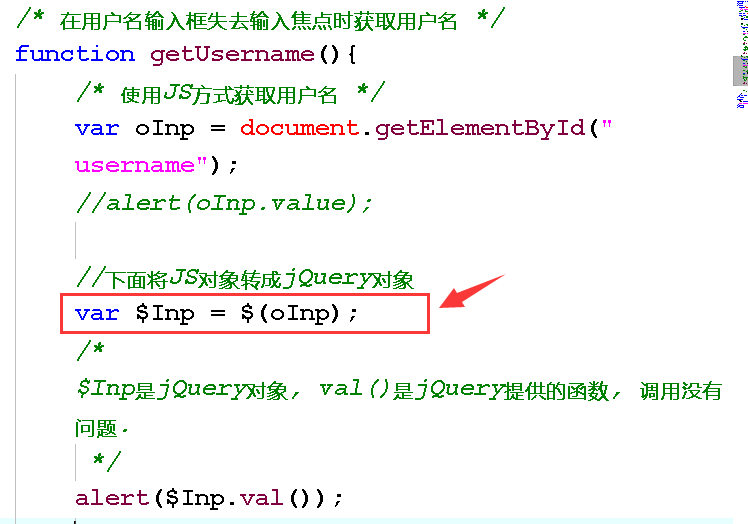 /* 在用户名输入框失去输入焦点时获取用户名 */
function getUsername(){
/* 使用JS方式获取用户名 */
var oInp = document.getElementById("
username");
//alert(oInp.value);
//下面将JS对象转成jQuery对象
var $Inp = $(oInp);
/*
$Inp是jQuery对象, val()是jQuery提供的函数, 调用没有
问题.
*/
alert($Inp.val());